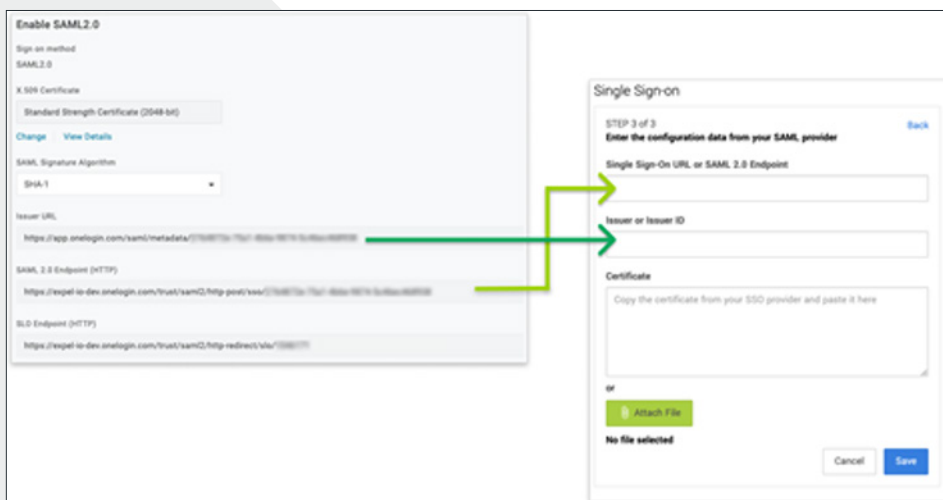 Enable SAML2.0
Sign on method
SAML2.0
X.509 Certificate
Standard Strength Certificate (2048-bit)
Change View Details
SAML Signature Algorithm
SHA-1
Issuer URL
https://app.onelogin.com/saml/metadata/
SAML 2.0 Endpoint (HTTP)
https://expel-io-dev.onelogin.com/trust/saml2/http-post/sso/
SLO Endpoint (HTTP)
https://expel-io-dev.onelogin.com/trust/saml2/http-redirect/slo/
Single Sign-on
STEP 3 of 3
Back
Enter the configuration data from your SAML provider
Single Sign-On URL or SAML 2.0 Endpoint
Issuer or Issuer ID
Certificate
Copy the certificate from your SSO provider and paste it here
or
Attach File
No file selected
Cancel Save